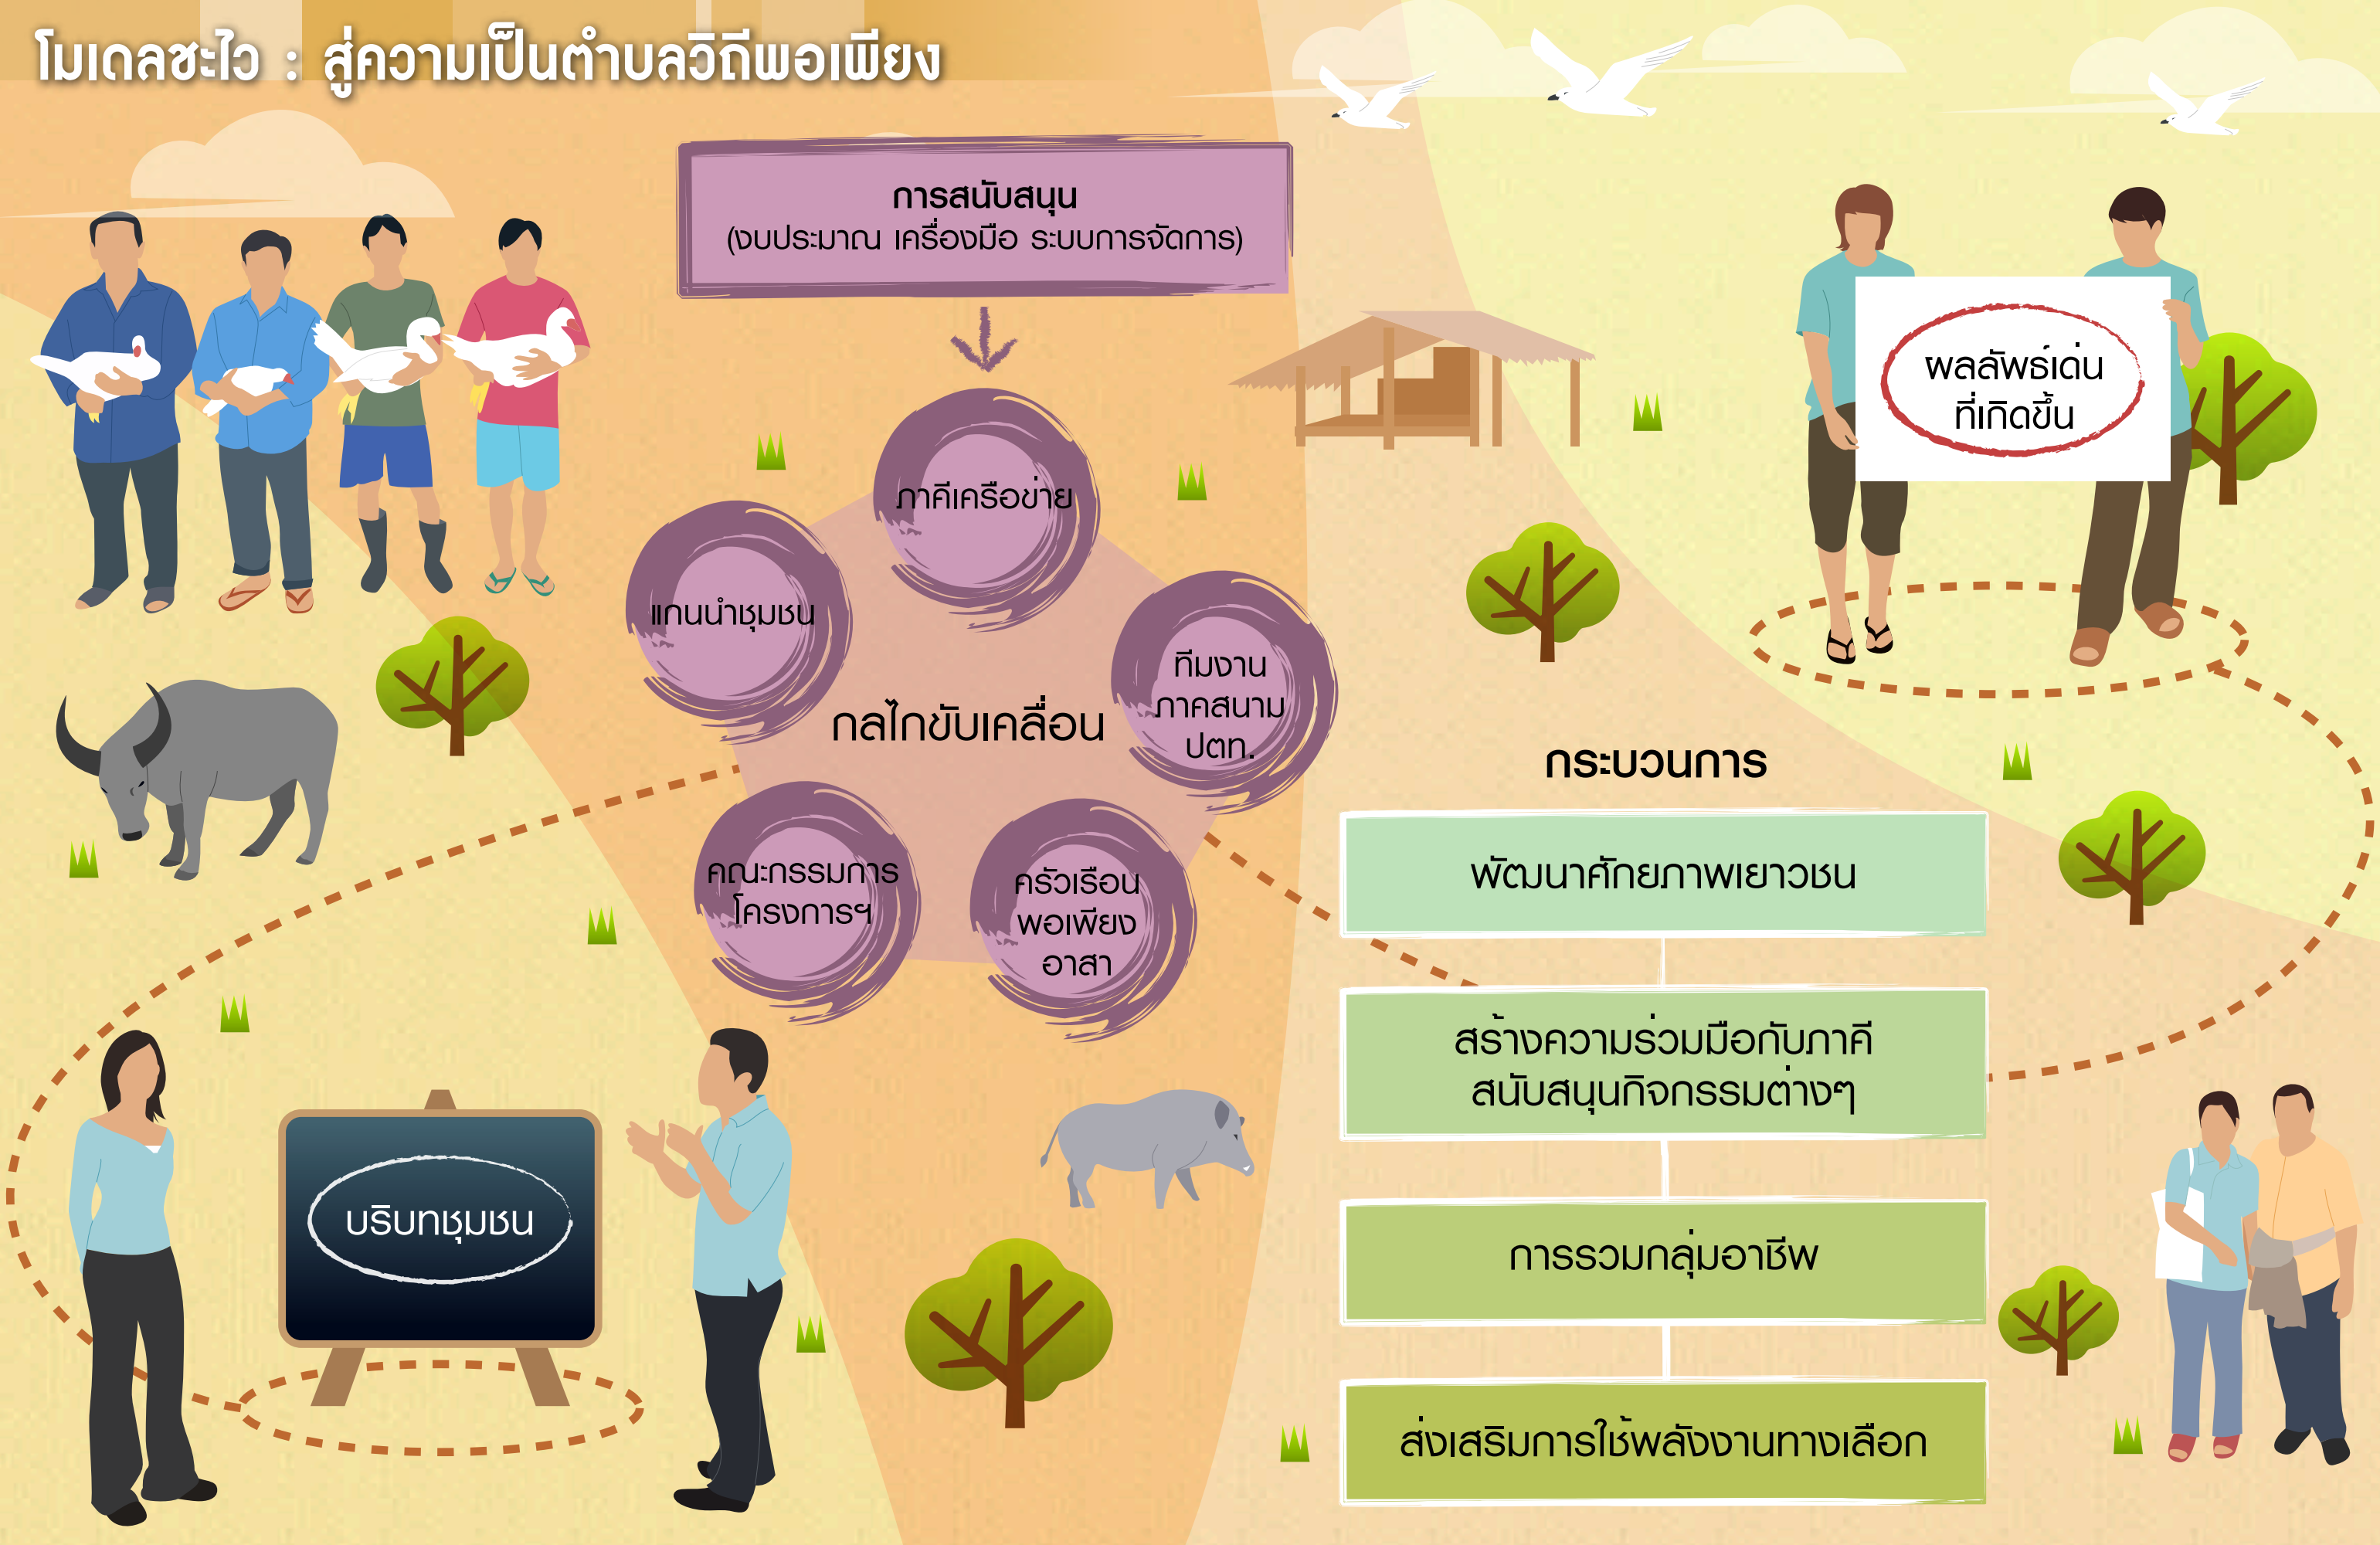 โมเดลชะไว : สู่ความเป็นตำบลวิถีพอเพียง
การสนับสนุน
(งบประมาณ เครื่องมือ ระบบการจัดการ)
ภาคีเครือข่าย
แกนนำชุมชน
ทีมงาน
ภาคสนาม
ปตท.
กลไกขับเคลื่อน
คณะกรรมการ
โครงการฯ
ครัวเรือน
พอเพียง
อาสา
บริบทชุมชน
กระบวนการ
พัฒนาศักยภาพเยาวชน
สร้างความร่วมมือกับภาคี
สนับสนุนกิจกรรมต่างๆ
การรวมกลุ่มอาชีพ
ส่งเสริมการใช้พลังงานทางเลือก
ผลลัพธ์เด่น
ที่เกิดขึ้น